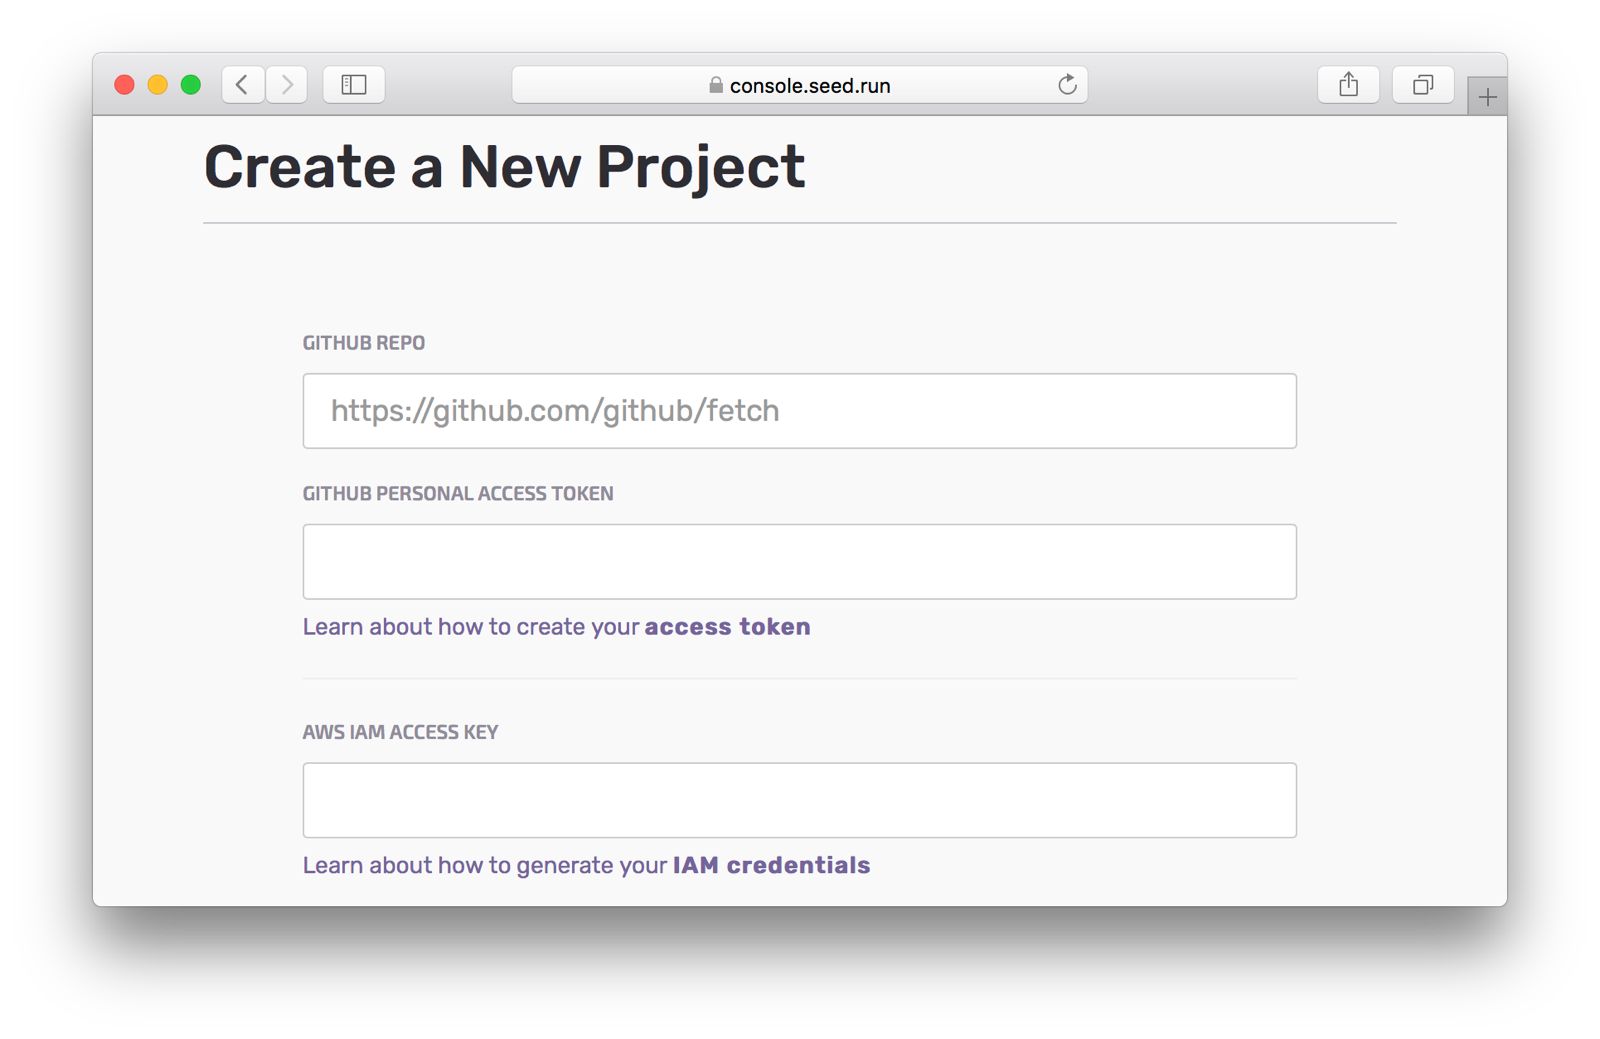 console.seed.run
Create a New Project
GITHUB REPO
https://github.com/github/fetch
GITHUB PERSONAL ACCESS TOKEN
Learn about how to create your access token
AWS IAM ACCESS KEY
Learn about how to generate your IAM credentials